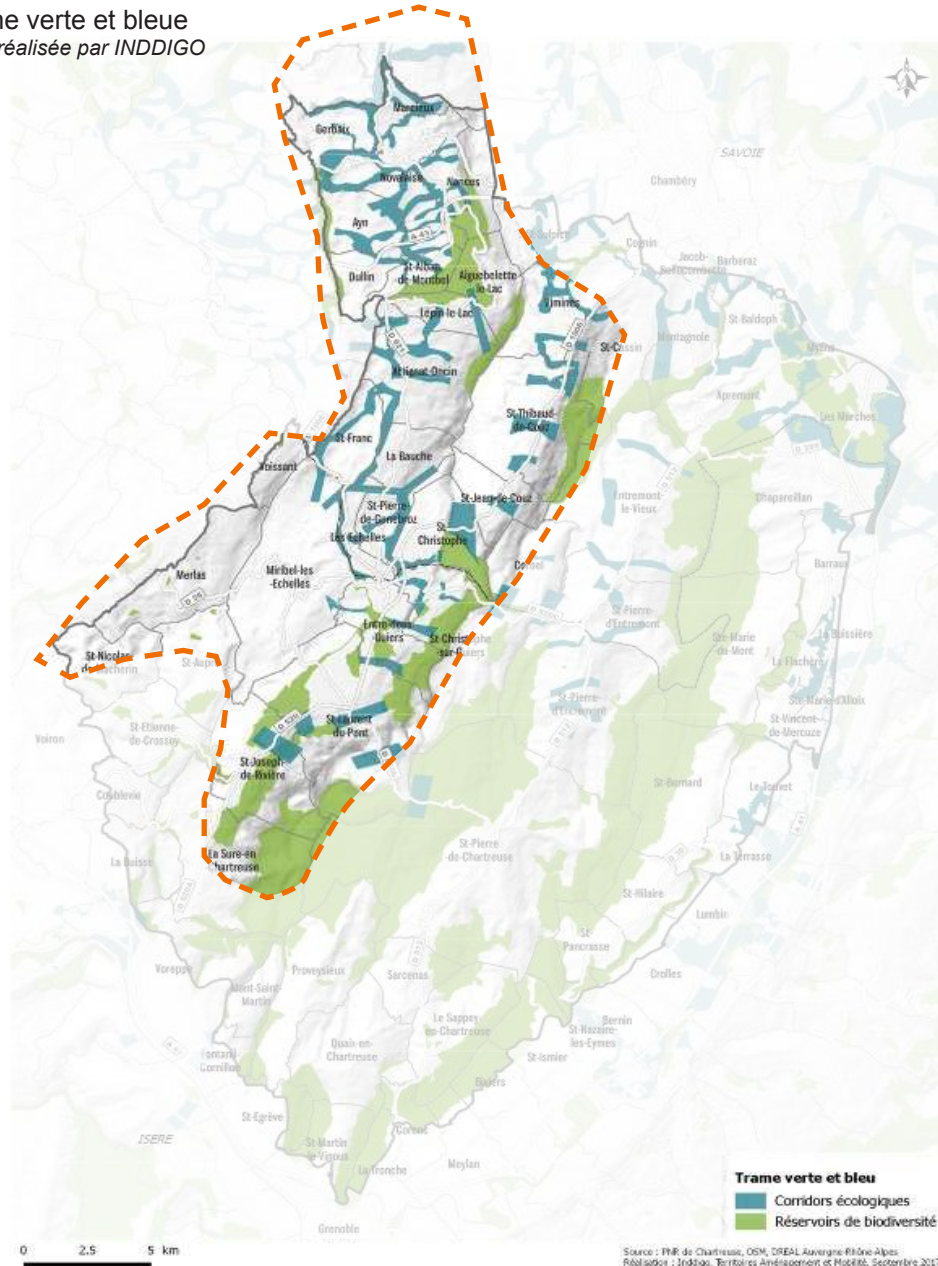 ne verte et bleue
réalisée par INDDIGO
SAVOIE
Chambéry
Gerbaix
Marcieux
Novalaise
Nances
Ayn
A 43
Cognin
Jacob-
Bellecombette
Barberaz
Dullin
St-Alban
de-Montbel
Aiguebelette
le-Lac
Vimines
St-Baldoph
Lépin-le-Lac
Montagnole
Myans
D 921
D 1006
St-Cassin
Attignat-Oncin
Apremont
Les Marches
St-Thibaud-
de-Couz
St-Franc
La Bauche
Voissant
St-Jean-de-Couz
Entremont-
le-Vieux
Chapareillan
St-Pierre-
de-Genebroz
Les Echelles
St-
Christophe
Corbel
Barraux
Merlas
Miribel-les
-Echelles
St-Pierre
d'Entremont
Entre-deux
Guiers
St-Christophe
-sur-Guiers
Ste-Marie
du-Mont
La Buissière
La Flachère
St-Nicolas
de-Macherin
St-Aupre
St-Pierre-
d'Entremont
Ste-Marie-d'Alloix
St-Vincent-
de-Mercuze
Voiron
St-Etienne
de-Crossey
D 520
St-Laurent
du-Pont
St-Joseph-
de-Rivière
St-Bernard
Le Touvet
Coublevie
La Buisse
La Sure-en
Chartreuse
St-Pierre
de-Chartreuse
La Terrasse
St-Hilaire
Lumbin
St-
Pancrasse
Voreppe
Proveysieux
Sarcenas
Crolles
Mont-Saint-
Martin
Le Sappey
en-Chartreuse
Bernin
St-Nazaire-
les-Eymes
Quaix-en-
Chartreuse
St-Ismier
Fontanil
Cornillon
Biviers
St-Egrève
Corenc
ISERE
St-Martin
le-Vinoux
Meylan
La Tronche
Grenoble
Trame verte et bleu
Corridors écologiques
Réservoirs de biodiversité
0 2.5 5 km
Source : PNR de Chartreuse, OSM, DREAL Auvergne-Rhône-Alpes
Réalisation : Inddigo, Territoires Aménagement et Mobilité, Septembre 2017